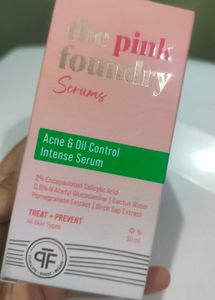 the pink
foundry
Serums
Acne & Oil Control
Intense Serum
2% Encapsulated Salicylic Acid
0.5% N Acetyl Glucosamine | Cactus Water
Pomegranate Extract | Birch Sap Extract
TREAT + PREVENT
All Skin Types
30 ml